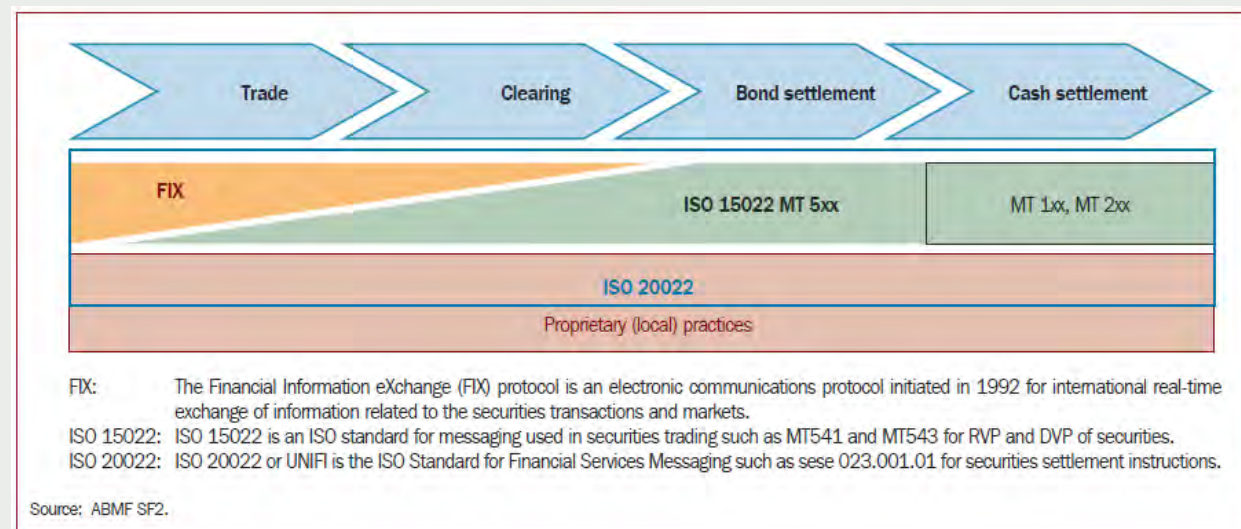 Trade
Clearing
Bond settlement
Cash settlement
FIX
ISO 15022 MT 5xx
MT 1xx, MT 2xx
ISO 20022
Proprietary (local) practices
FIX: The Financial Information eXchange (FIX) protocol is an electronic communications protocol initiated in 1992 for international real-time
exchange of information related to the securities transactions and markets.
ISO 15022: ISO 15022 is an ISO standard for messaging used in securities trading such as MT541 and MT543 for RVP and DVP of securities.
ISO 20022: ISO 20022 or UNIFI is the ISO Standard for Financial Services Messaging such as sese 023.001.01 for securities settlement instructions.
Source: ABMF SF2.